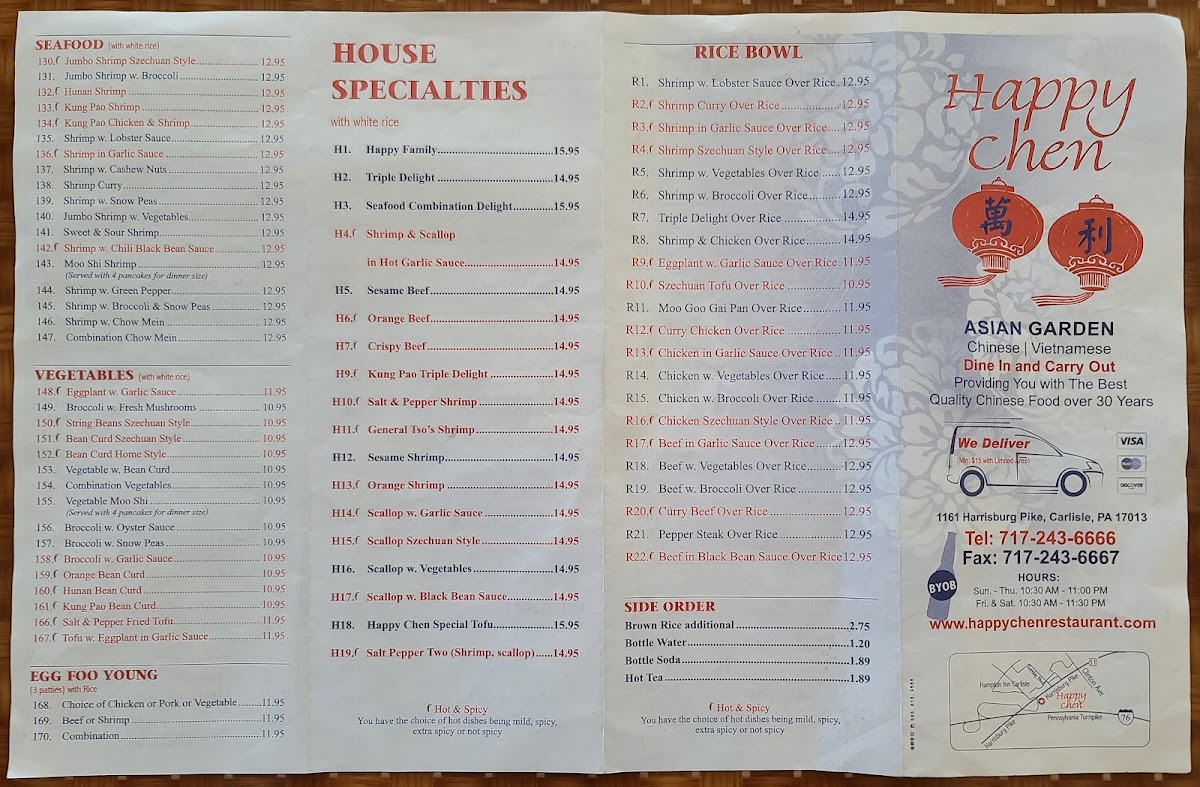 SEAFOOD (with white rice)
130. Jumbo Shrimp Szechuan Style 12.95
131. Jumbo Shrimp w. Broccoli 12.95
132. Hunan Shrimp 12.95
133. Kung Pao Shrimp 12.95
134. Kung Pao Chicken & Shrimp 12.95
135. Shrimp w. Lobster Sauce 12.95
136. Shrimp in Garlic Sauce 12.95
137. Shrimp w. Cashew Nuts 12.95
138. Shrimp Curry 12.95
139. Shrimp w. Snow Peas 12.95
140. Jumbo Shrimp w. Vegetables 12.95
141. Sweet & Sour Shrimp 12.95
142. Shrimp w. Chili Black Bean Sauce 12.95
143. Moo Shi Shrimp 12.95
(Served with 4 pancakes for dinner size)
144. Shrimp w. Green Pepper 12.95
145. Shrimp w. Broccoli & Snow Peas 12.95
146. Shrimp w. Chow Mein 12.95
147. Combination Chow Mein 12.95
VEGETABLES (with white rice)
148. Eggplant w. Garlic Sauce 11.95
149. Broccoli w. Fresh Mushrooms 10.95
150. String Beans Szechuan Style 10.95
151. Bean Curd Szechuan Style 10.95
152. Bean Curd Home Style 10.95
153. Vegetable w. Bean Curd 10.95
154. Combination Vegetables 10.95
155. Vegetable Moo Shi 10.95
(Served with 4 pancakes for dinner size)
156. Broccoli w. Oyster Sauce 10.95
157. Broccoli w. Snow Peas 10.95
158. Broccoli w. Garlic Sauce 10.95
159. Orange Bean Curd 10.95
160. Hunan Bean Curd 10.95
161. Kung Pao Bean Curd 10.95
166. Salt & Pepper Fried Tofu 11.95
167. Tofu w. Eggplant in Garlic Sauce 11.95
EGG FOO YOUNG
(3 patties) with Rice
168. Choice of Chicken or Pork or Vegetable 11.95
169. Beef or Shrimp 11.95
170. Combination 11.95
HOUSE
SPECIALTIES
with white rice
H1. Happy Family 15.95
H2. Triple Delight 14.95
H3. Seafood Combination Delight 15.95
H4. Shrimp & Scallop
in Hot Garlic Sauce 14.95
H5. Sesame Beef 14.95
H6. Orange Beef 14.95
H7. Crispy Beef 14.95
H9. Kung Pao Triple Delight 14.95
H10. Salt & Pepper Shrimp 14.95
H11. General Tso's Shrimp 14.95
H12. Sesame Shrimp 14.95
H13. Orange Shrimp 14.95
H14. Scallop w. Garlic Sauce 14.95
H15. Scallop Szechuan Style 14.95
H16. Scallop w. Vegetables 14.95
H17. Scallop w. Black Bean Sauce 14.95
H18. Happy Chen Special Tofu 15.95
H19. Salt Pepper Two (Shrimp, scallop) 14.95
Hot & Spicy
You have the choice of hot dishes being mild, spicy,
extra spicy or not spicy
RICE BOWL
R1. Shrimp w. Lobster Sauce Over Rice 12.95
R2. Shrimp Curry Over Rice 12.95
R3. Shrimp in Garlic Sauce Over Rice 12.95
R4. Shrimp Szechuan Style Over Rice 12.95
R5. Shrimp w. Vegetables Over Rice 12.95
R6. Shrimp w. Broccoli Over Rice 12.95
R7. Triple Delight Over Rice 14.95
R8. Shrimp & Chicken Over Rice 14.95
R9. Eggplant w. Garlic Sauce Over Rice 11.95
R10. Szechuan Tofu Over Rice 10.95
R11. Moo Goo Gai Pan Over Rice 11.95
R12. Curry Chicken Over Rice 11.95
R13. Chicken in Garlic Sauce Over Rice 11.95
R14. Chicken w. Vegetables Over Rice 11.95
R15. Chicken w. Broccoli Over Rice 11.95
R16. Chicken Szechuan Style Over Rice 11.95
R17. Beef in Garlic Sauce Over Rice 12.95
R18. Beef w. Vegetables Over Rice 12.95
R19. Beef w. Broccoli Over Rice 12.95
R20. Curry Beef Over Rice 12.95
R21. Pepper Steak Over Rice 12.95
R22. Beef in Black Bean Sauce Over Rice 12.95
SIDE ORDER
Brown Rice additional 2.75
Bottle Water 1.20
Bottle Soda 1.89
Hot Tea 1.89
Hot & Spicy
You have the choice of hot dishes being mild, spicy,
extra spicy or not spicy
Happy
Chen
萬 利
ASIAN GARDEN
Chinese | Vietnamese
Dine In and Carry Out
Providing You with The Best
Quality Chinese Food over 30 Years
We Deliver
(Min. $15 with Limited Area)
VISA
DISCOVER
1161 Harrisburg Pike, Carlisle, PA 17013
Tel: 717-243-6666
Fax: 717-243-6667
BYOB
HOURS:
Sun. - Thu. 10:30 AM - 11:00 PM
Fri. & Sat. 10:30 AM - 11:30 PM
www.happychenrestaurant.com
Hampton Inn Carlisle
Harrisburg Pike
Clinton Ave
11
Happy
Chen
Pennsylvania Turnpike
76
Harrisburg Pike